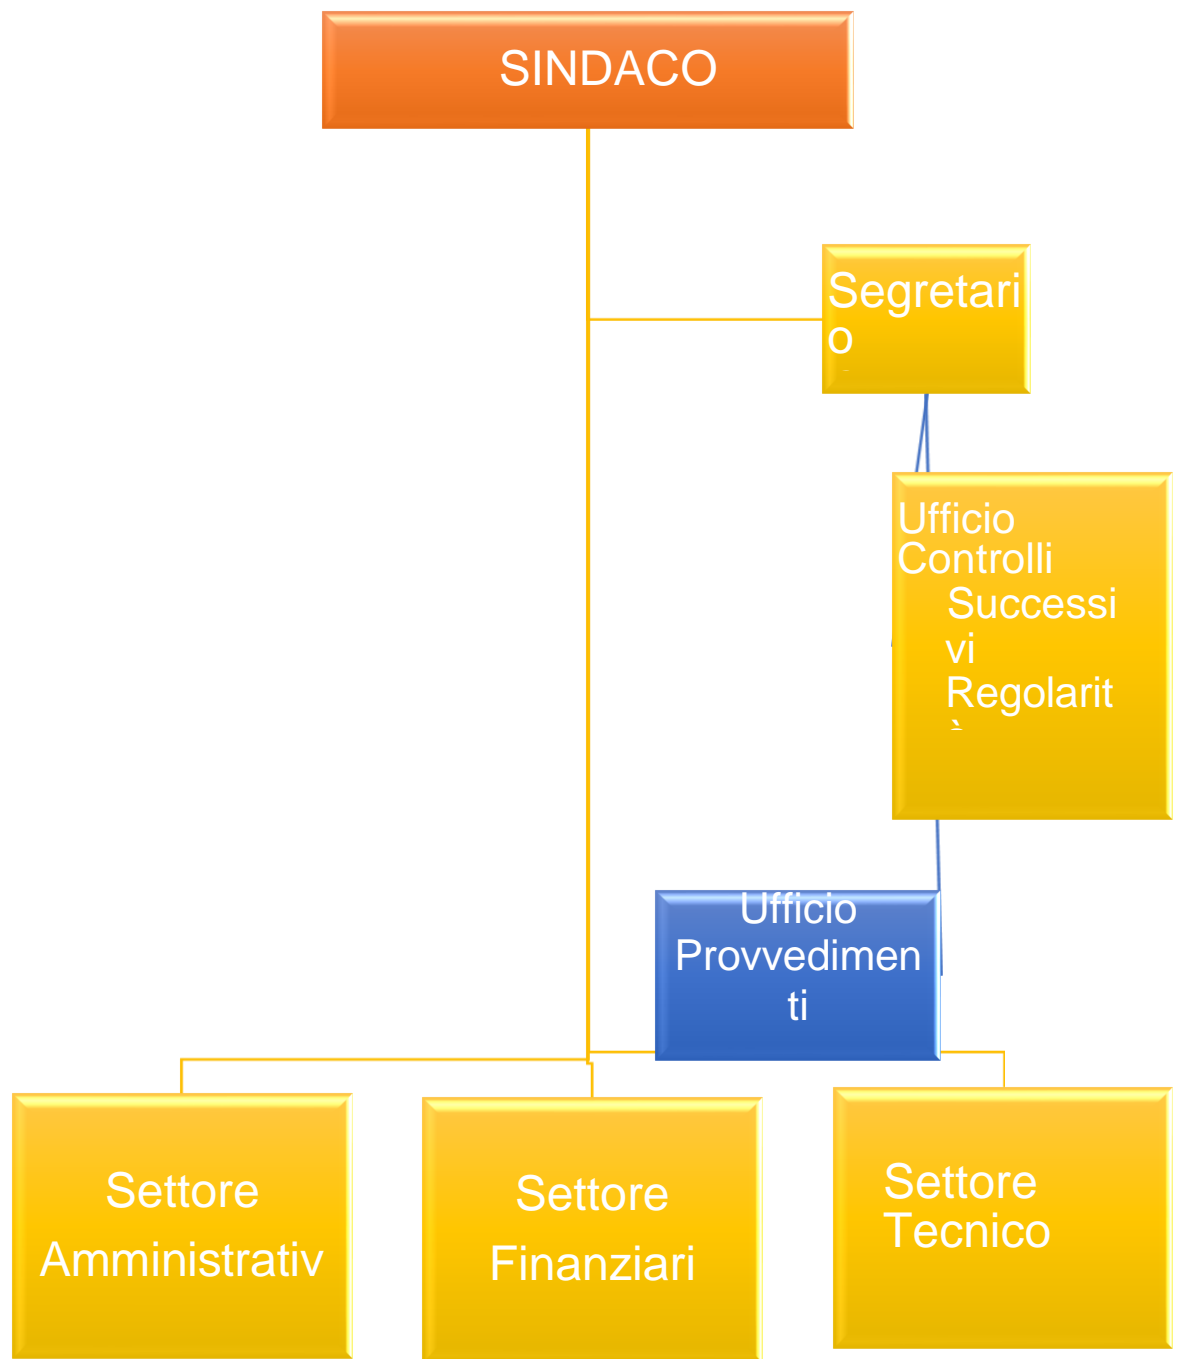 SINDACO
Segretari
o
Ufficio
Controlli
Successi
vi
Regolarit
Ufficio
Provvedimen
ti
Settore
Amministrativ
Settore
Finanziari
Settore
Tecnico